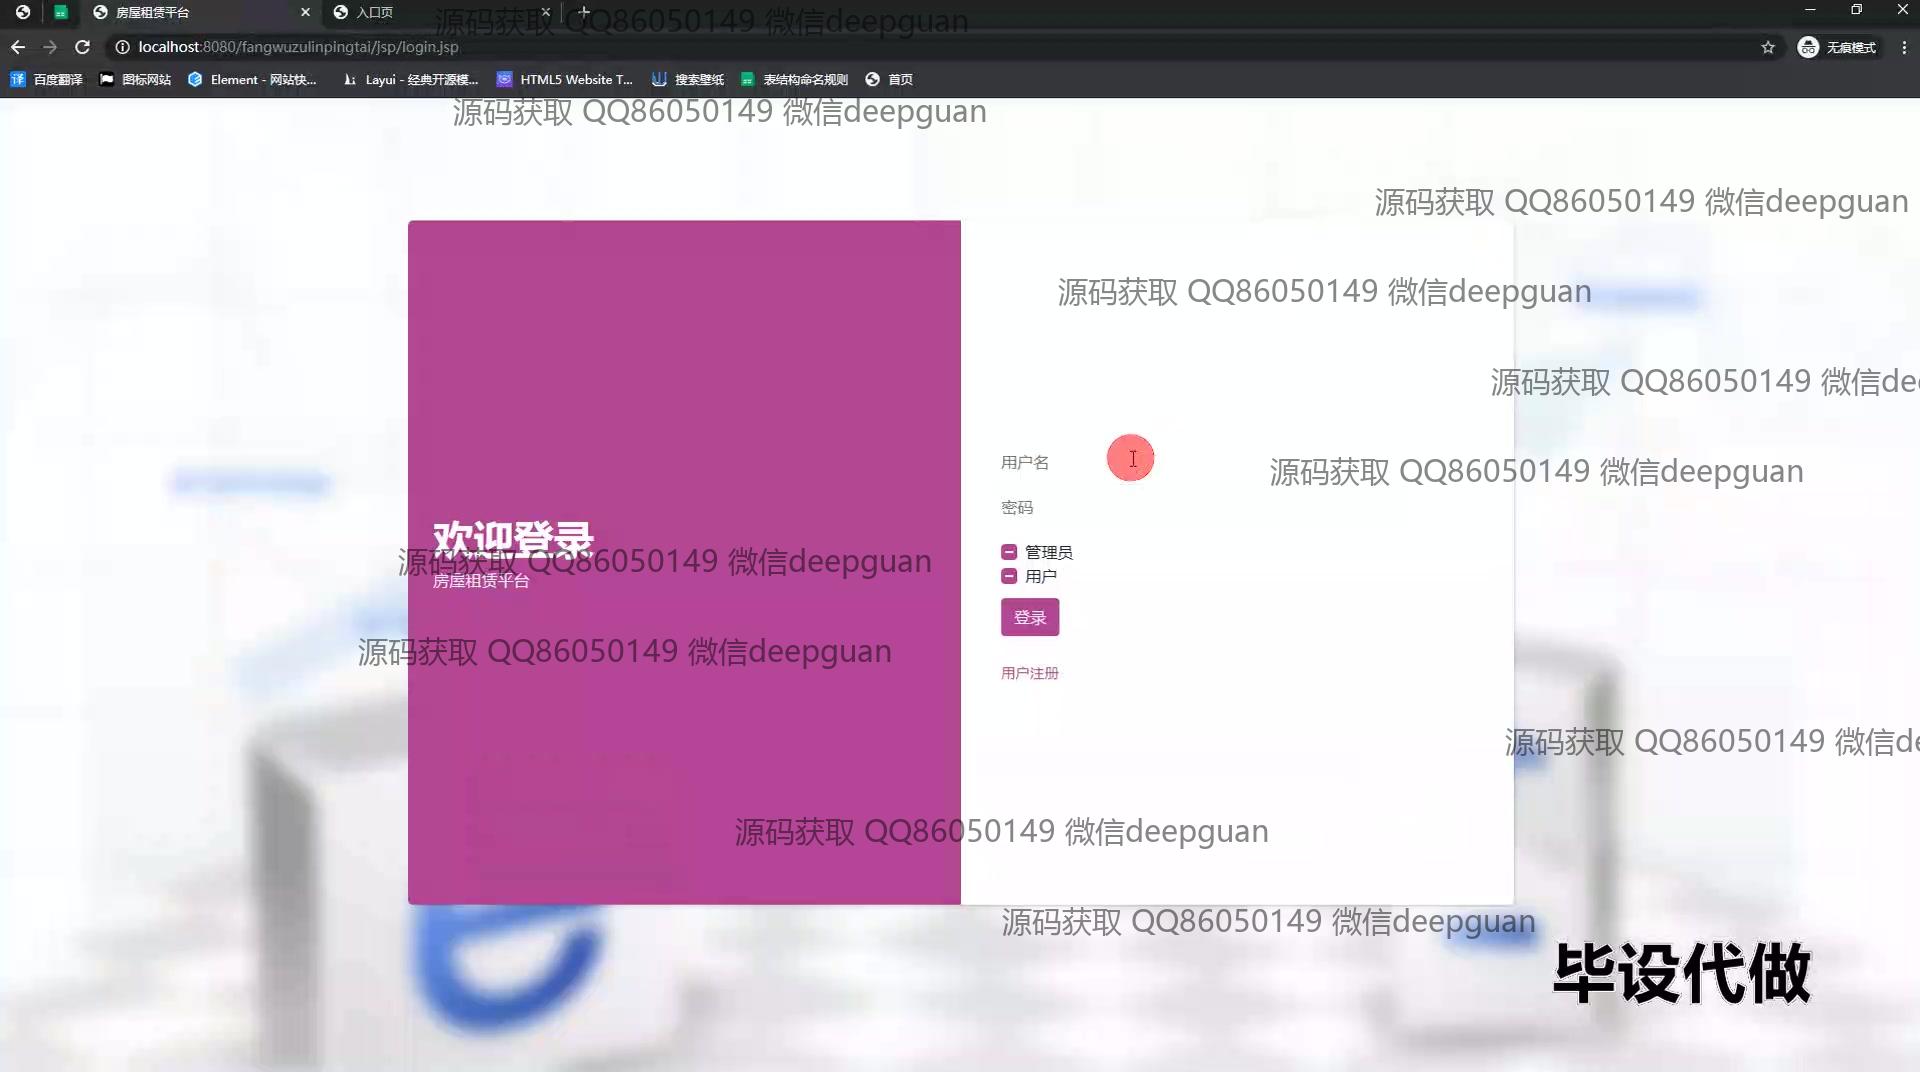 房屋租赁平台
入口页
源码获取 QQ86050149 微信deepguan
localhost:8080/fangwuzulinpingtai/jsp/login.jsp
无痕模式
百度翻译
图标网站
Element - 网站快...
Layui - 经典开源模...
HTML5 Website T...
搜索壁纸
表结构命名规则
首页
源码获取 QQ86050149 微信deepguan
源码获取 QQ86050149 微信deepguan
源码获取 QQ86050149 微信deepguan
源码获取 QQ86050149 微信de
用户名
源码获取 QQ86050149 微信deepguan
密码
欢迎登录
管理员
源码获取 QQ86050149 微信deepguan
用户
房屋租赁平台
登录
源码获取 QQ86050149 微信deepguan
用户注册
源码获取 QQ86050149 微信de
源码获取 QQ86050149 微信deepguan
源码获取 QQ86050149 微信deepguan
毕设代做